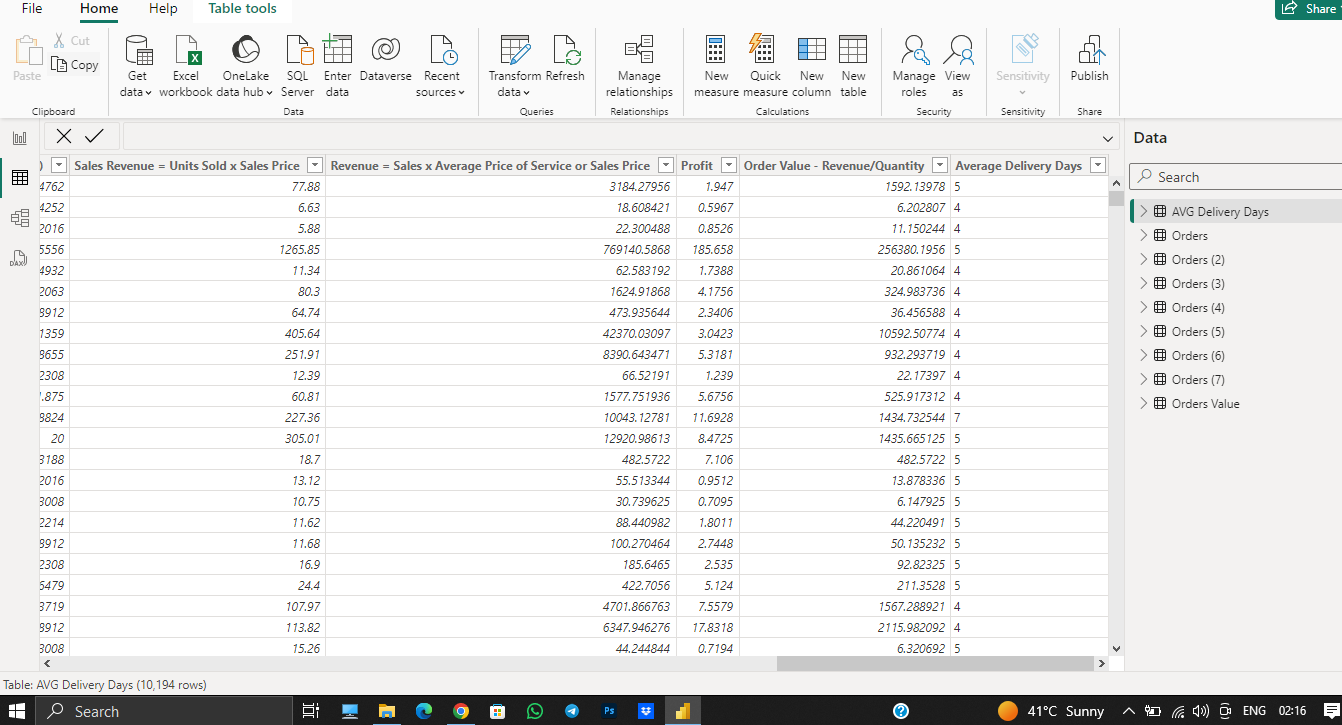 File Home Help Table tools Share
Cut
Paste Copy
Get data Excel workbook OneLake data hub SQL Server Enter data Dataverse Recent sources Transform data Refresh Manage relationships New measure Quick measure New column New table Manage roles View as Sensitivity Publish
Clipboard Data Queries Relationships Calculations Security Sensitivity Share
Data
) Sales Revenue = Units Sold x Sales Price Revenue = Sales x Average Price of Service or Sales Price Profit Order Value - Revenue/Quantity Average Delivery Days
Search
4762 77.88 3184.27956 1.947 1592.13978 5
4252 6.63 18.608421 0.5967 6.202807 4
2016 5.88 22.300488 0.8526 11.150244 4
5556 1265.85 769140.5868 185.658 256380.1956 5
4932 11.34 62.583192 1.7388 20.861064 4
2063 80.3 1624.91868 4.1756 324.983736 4
8912 64.74 473.935644 2.3406 36.456588 4
1359 405.64 42370.03097 3.0423 10592.50774 4
8655 251.91 8390.643471 5.3181 932.293719 4
2308 12.39 66.52191 1.239 22.17397 4
.875 60.81 1577.751936 5.6756 525.917312 4
8824 227.36 10043.12781 11.6928 1434.732544 7
20 305.01 12920.98613 8.4725 1435.665125 5
3188 18.7 482.5722 7.106 482.5722 5
2016 13.12 55.513344 0.9512 13.878336 5
3008 10.75 30.739625 0.7095 6.147925 5
2214 11.62 88.440982 1.8011 44.220491 5
8912 11.68 100.270464 2.7448 50.135232 5
2308 16.9 185.6465 2.535 92.82325 5
6479 24.4 422.7056 5.124 211.3528 5
3719 107.97 4701.866763 7.5579 1567.288921 4
8912 113.82 6347.946276 17.8318 2115.982092 4
3008 15.26 44.244844 0.7194 6.320692 5
AVG Delivery Days
Orders
Orders (2)
Orders (3)
Orders (4)
Orders (5)
Orders (6)
Orders (7)
Orders Value
DAX
Table: AVG Delivery Days (10,194 rows)
Search Ps 41°C Sunny ENG 02:16